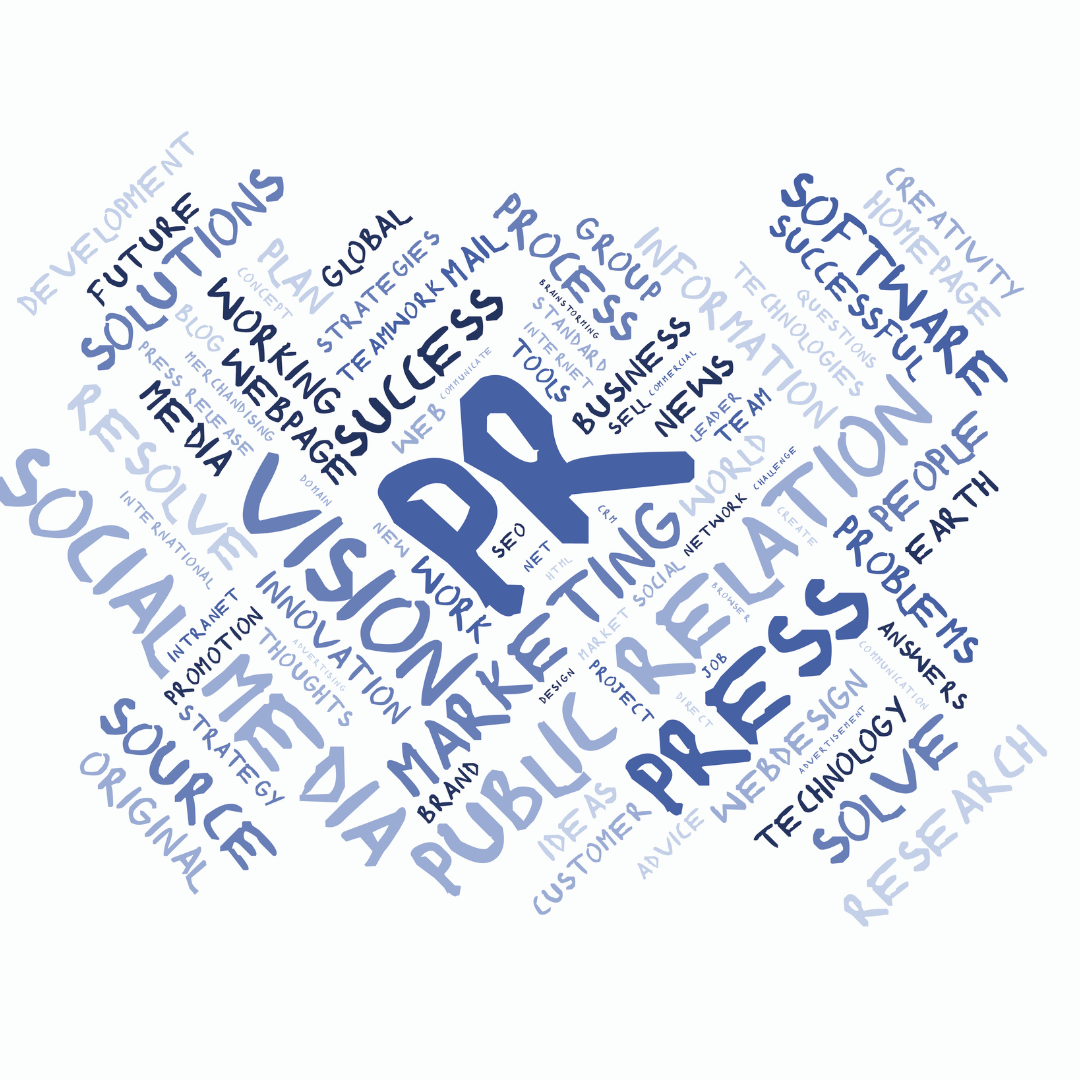 DEVELOPMENT
FUTURE
SOLUTIONS
PLAN
CONCEPT
GLOBAL
STRATEGIES
TEAMWORK
MAIL
PROCESS
GROUP
INFORMATION
SOFTWARE
SUCCESSFUL
CREATIVITY
HOMEPAGE
BLOG
WORKING
WEBPAGE
SUCCESS
WEB
COMMUNICATE
BRAINSTORMING
STANDARD
INTERNET
TOOLS
BUSINESS
SELL
COMMERCIAL
NEWS
LEADER
TEAM
TECHNOLOGIES
QUESTIONS
PRESS RELEASE
MERCHANDISING
MEDIA
RESOLVE
PR
SOCIAL
MEDIA
VISION
DOMAIN
NEW
WORK
SEO
NET
HTML
CRM
WORLD
CHALLENGE
NETWORK
CREATE
PEOPLE
EARTH
PROBLEMS
INTERNATIONAL
INTRANET
PROMOTION
INNOVATION
THOUGHTS
ADVERTISING
STRATEGY
MARKETING
MARKET
SOCIAL
BROWSER
PUBLIC
RELATION
PRESS
JOB
DESIGN
PROJECT
DIRECT
ANSWERS
COMMUNICATION
SOURCE
ORIGINAL
BRAND
IDEAS
CUSTOMER
ADVICE
WEBDESIGN
ADVERTISEMENT
TECHNOLOGY
SOLVE
RESEARCH